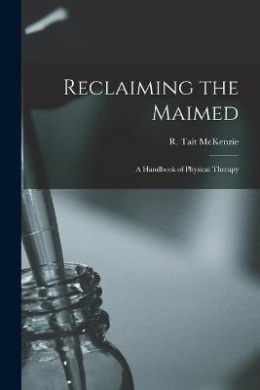 Reclaiming the
Maimed
R. Tait McKenzie
A Handbook of Physical Therapy